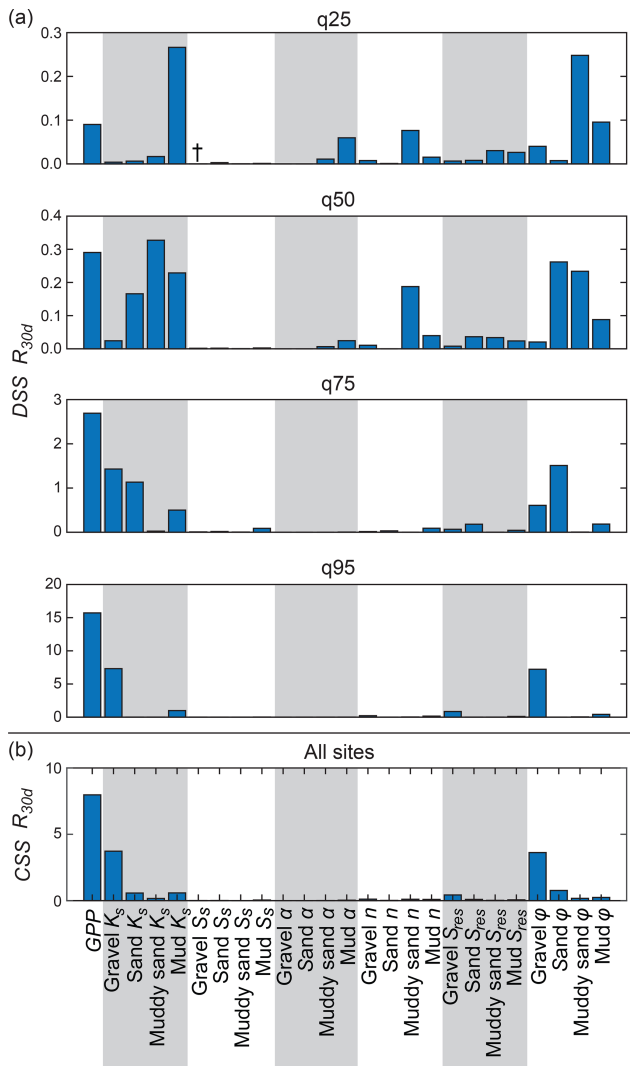 (a)
q25
0.3
0.2
0.1
0.0
†
q50
0.4
0.3
0.2
0.1
0.0
DSS R30d
q75
3
2
1
0
q95
20
15
10
5
0
(b)
All sites
10
5
0
CSS R30d
GPP
Gravel Ks
Sand Ks
Muddy sand Ks
Mud Ks
Gravel Ss
Sand Ss
Muddy sand Ss
Mud Ss
Gravel α
Sand α
Muddy sand α
Mud α
Gravel n
Sand n
Muddy sand n
Mud n
Gravel Sres
Sand Sres
Muddy sand Sres
Mud Sres
Gravel φ
Sand φ
Muddy sand φ
Mud φ